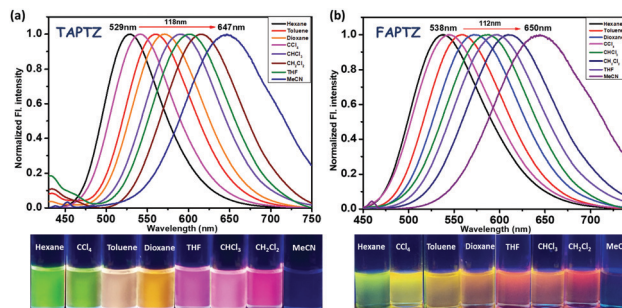 (a)
TAPTZ
118nm
529nm
647nm
Hexane
Toluene
Dioxane
CCl₄
CHCl₃
CH₂Cl₂
THF
MeCN
Normalized Fl. intensity
1.0
0.8
0.6
0.4
0.2
0.0
450 500 550 600 650 700 750
Wavelength (nm)
Hexane CCl₄ Toluene Dioxane THF CHCl₃ CH₂Cl₂ MeCN
(b)
FAPTZ
112nm
538nm
650nm
Hexane
Toluene
Dioxane
CCl₄
CHCl₃
CH₂Cl₂
THF
MeCN
Normalized Fl. intensity
1.0
0.8
0.6
0.4
0.2
0.0
450 500 550 600 650 700
Wavelength (nm)
Hexane CCl₄ Toluene Dioxane THF CHCl₃ CH₂Cl₂